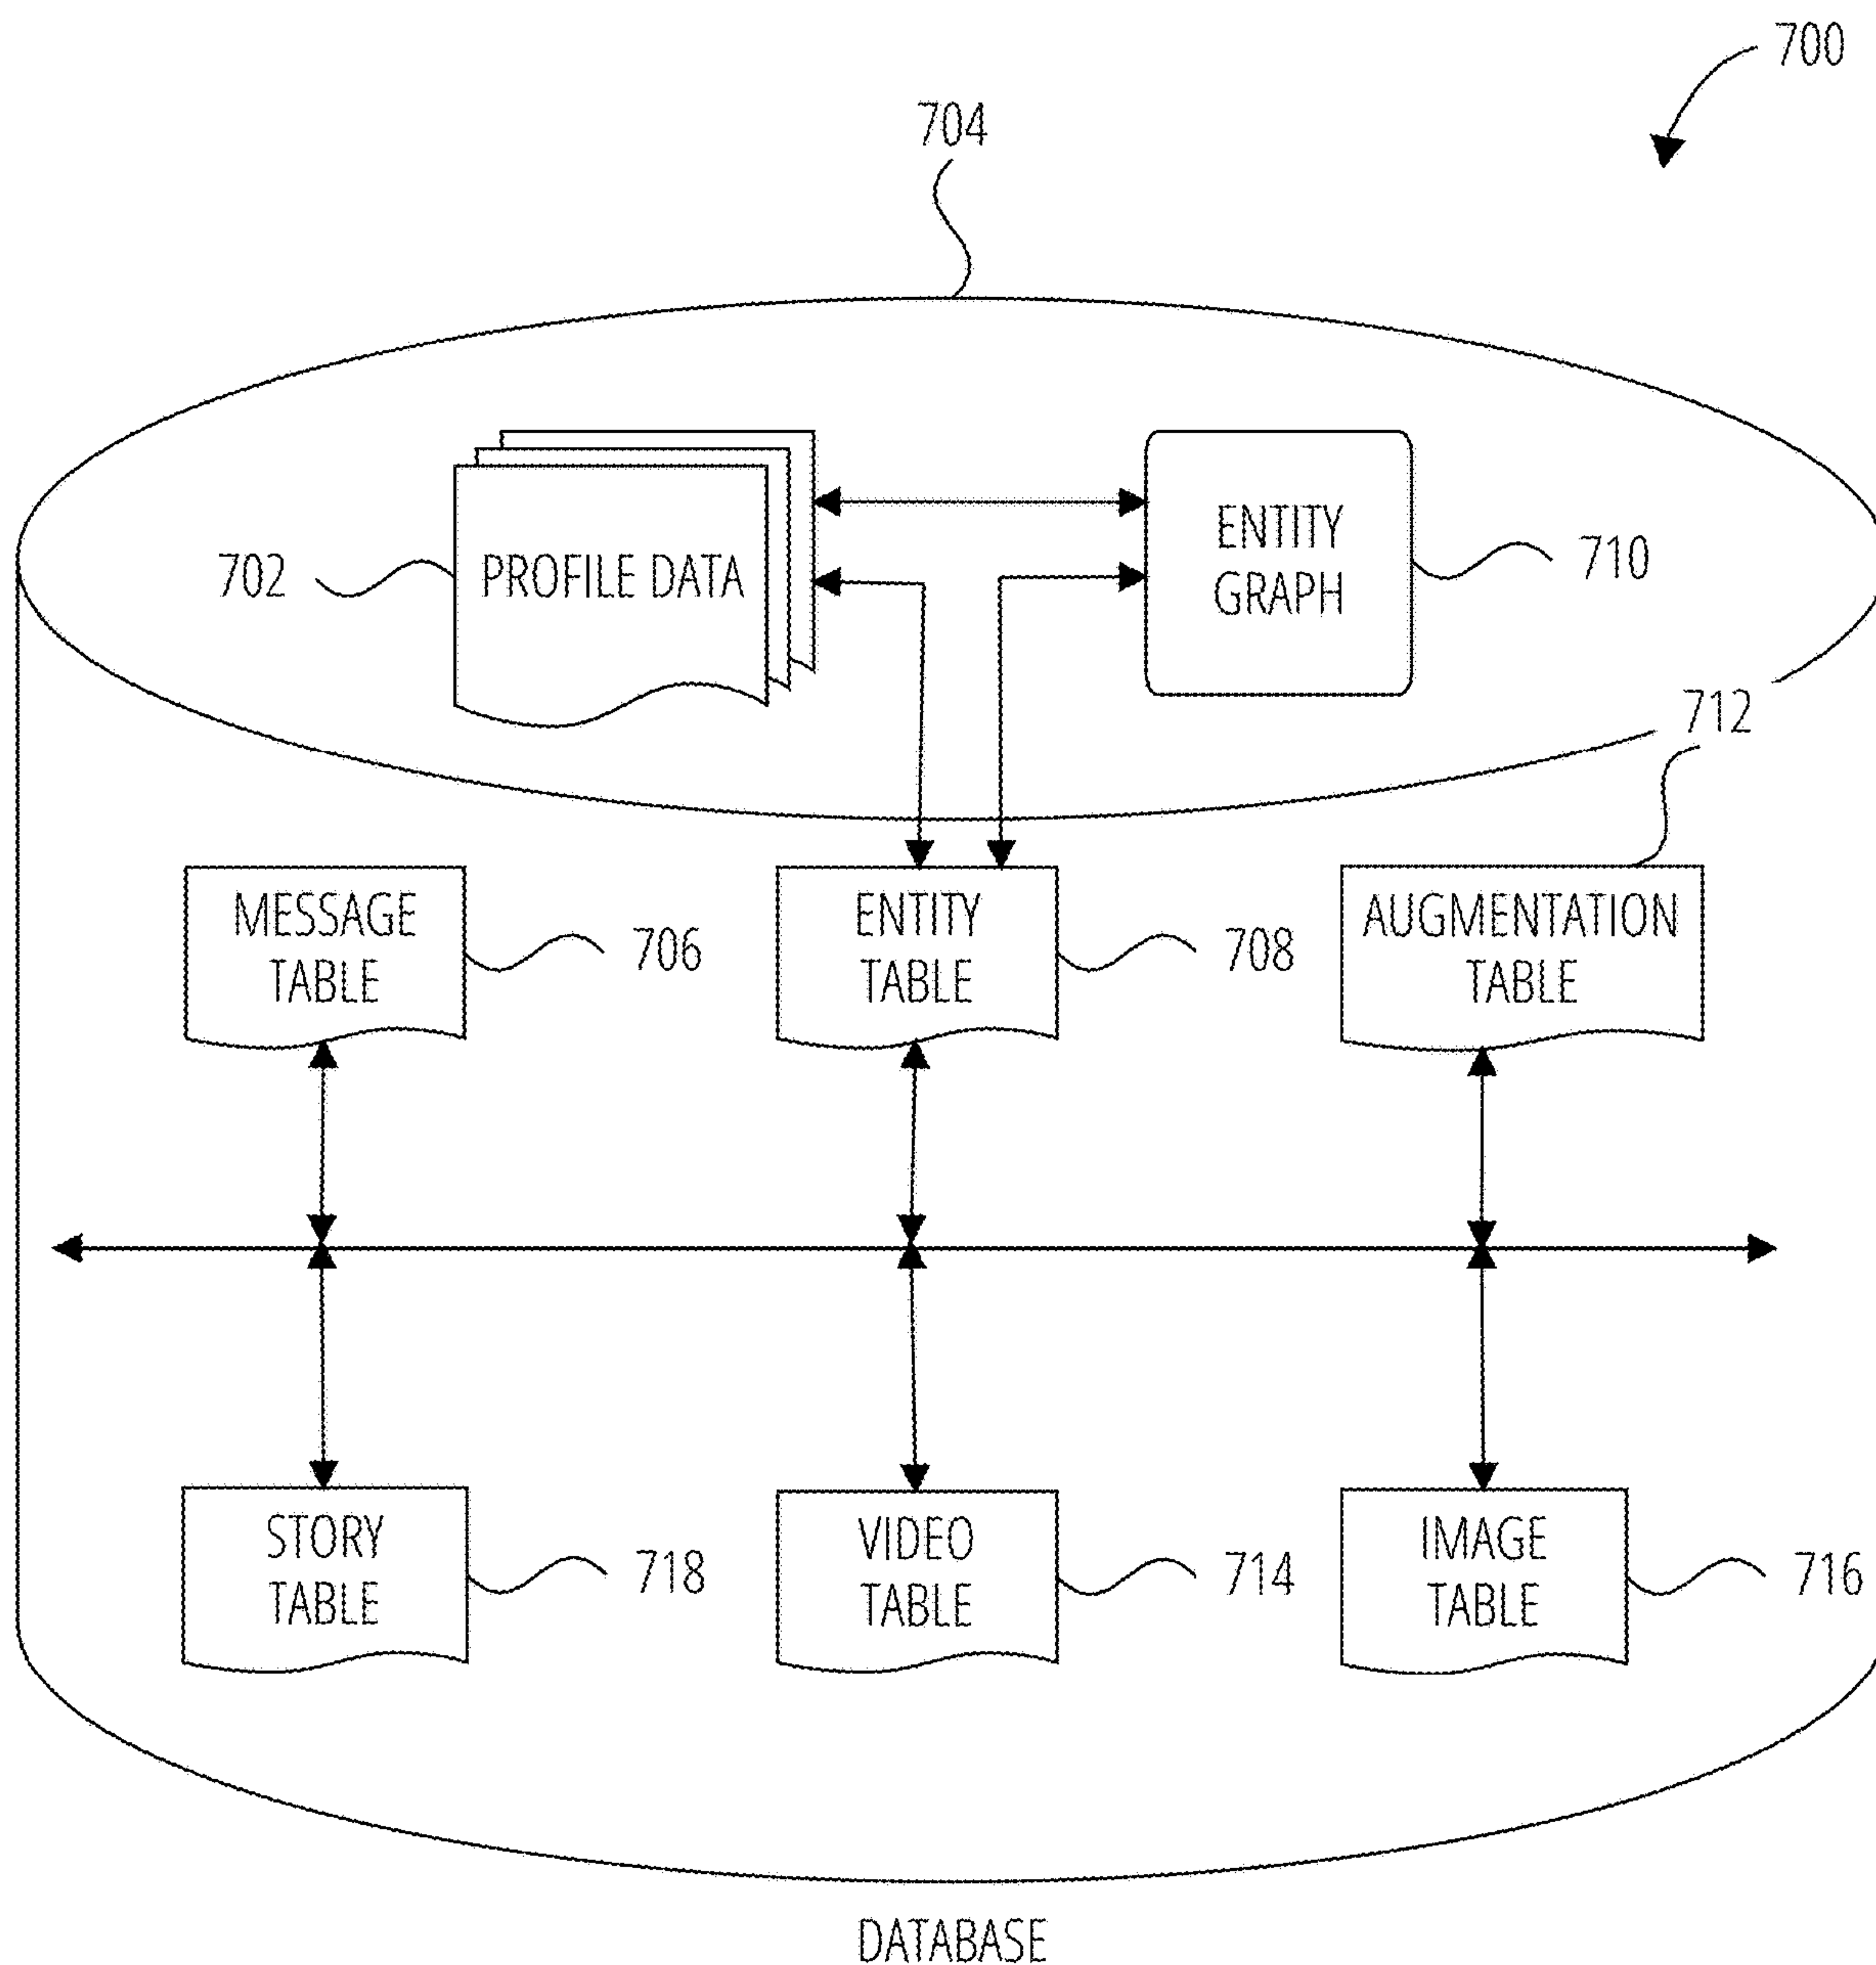 700
704
702
PROFILE DATA
ENTITY
GRAPH
710
712
MESSAGE
TABLE
706
ENTITY
TABLE
708
AUGMENTATION
TABLE
STORY
TABLE
718
VIDEO
TABLE
714
IMAGE
TABLE
716
DATABASE